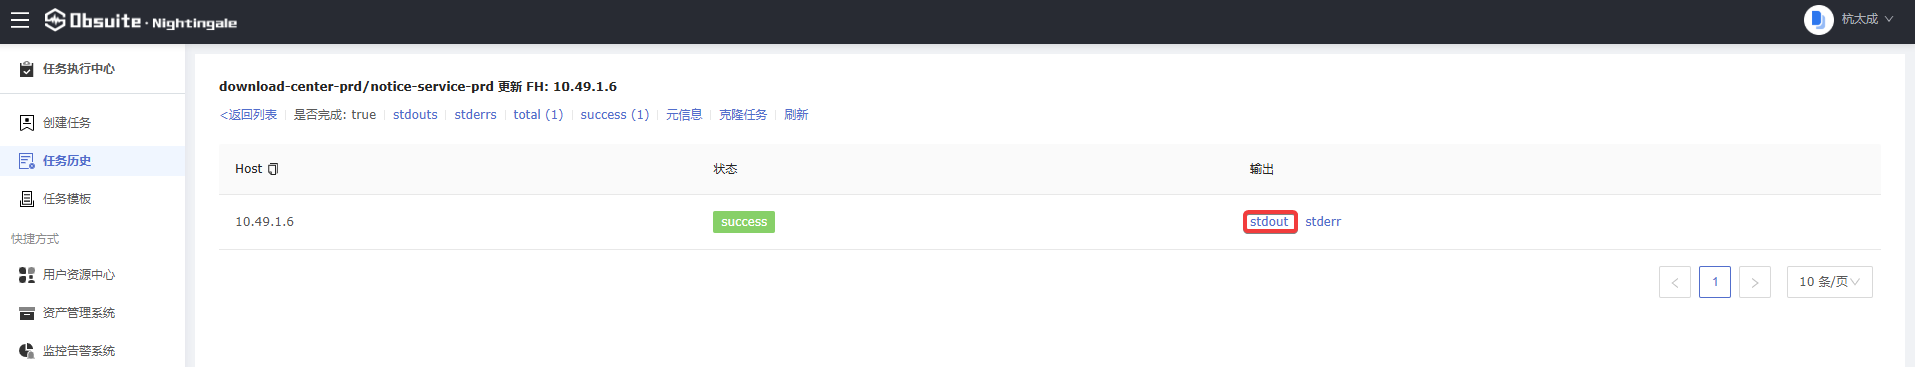 Obsuite · Nightingale
杭太成
任务执行中心
创建任务
任务历史
任务模板
快捷方式
用户资源中心
资产管理系统
监控告警系统
download-center-prd/notice-service-prd 更新 FH: 10.49.1.6
<返回列表 是否完成: true stdouts stderrs total (1) success (1) 元信息 克隆任务 刷新
Host 状态 输出
10.49.1.6 success stdout stderr
< 1 > 10 条/页